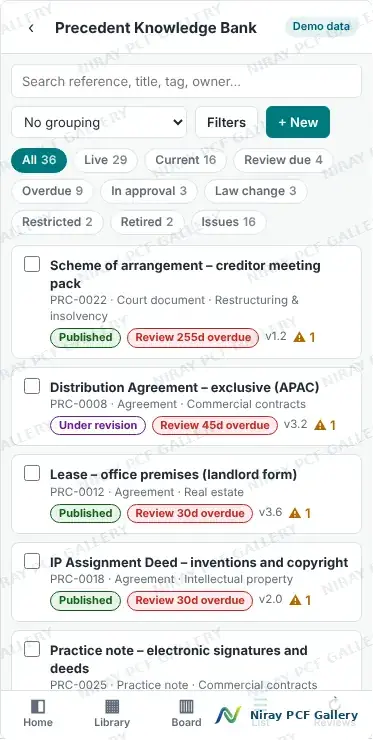 ‹ Precedent Knowledge Bank Demo data
Search reference, title, tag, owner...
No grouping Filters + New
All 36 Live 29 Current 16 Review due 4
Overdue 9 In approval 3 Law change 3
Restricted 2 Retired 2 Issues 16
Scheme of arrangement – creditor meeting
pack
PRC-0022 · Court document · Restructuring &
insolvency
Published Review 255d overdue v1.2 ⚠ 1
Distribution Agreement – exclusive (APAC)
PRC-0008 · Agreement · Commercial contracts
Under revision Review 45d overdue v3.2 ⚠ 1
Lease – office premises (landlord form)
PRC-0012 · Agreement · Real estate
Published Review 30d overdue v3.6 ⚠ 1
IP Assignment Deed – inventions and copyright
PRC-0018 · Agreement · Intellectual property
Published Review 30d overdue v2.0 ⚠ 1
Practice note – electronic signatures and
deeds
PRC-0025 · Practice note · Commercial contracts
Home Library Board List Reviews
Niray PCF Gallery
NIRAY PCF GALLERY